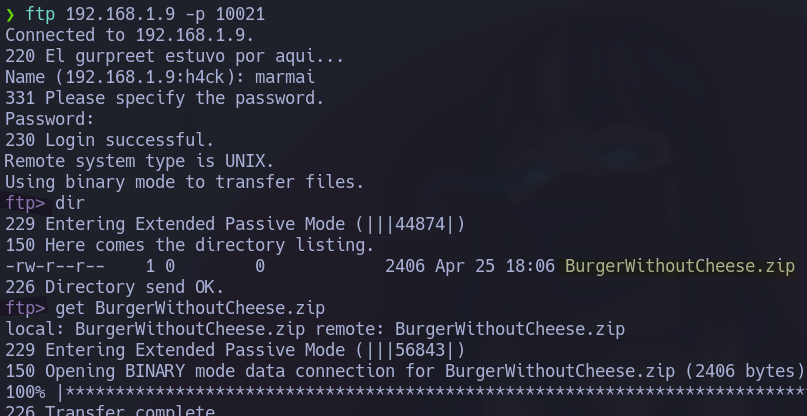 ❯ ftp 192.168.1.9 -p 10021
Connected to 192.168.1.9.
220 El gurpreet estuvo por aqui...
Name (192.168.1.9:h4ck): marmai
331 Please specify the password.
Password:
230 Login successful.
Remote system type is UNIX.
Using binary mode to transfer files.
ftp> dir
229 Entering Extended Passive Mode (|||44874|)
150 Here comes the directory listing.
-rw-r--r--    1 0        0            2406 Apr 25 18:06 BurgerWithoutCheese.zip
226 Directory send OK.
ftp> get BurgerWithoutCheese.zip
local: BurgerWithoutCheese.zip remote: BurgerWithoutCheese.zip
229 Entering Extended Passive Mode (|||56843|)
150 Opening BINARY mode data connection for BurgerWithoutCheese.zip (2406 bytes)
100% |**************************************************************************
226 Transfer complete